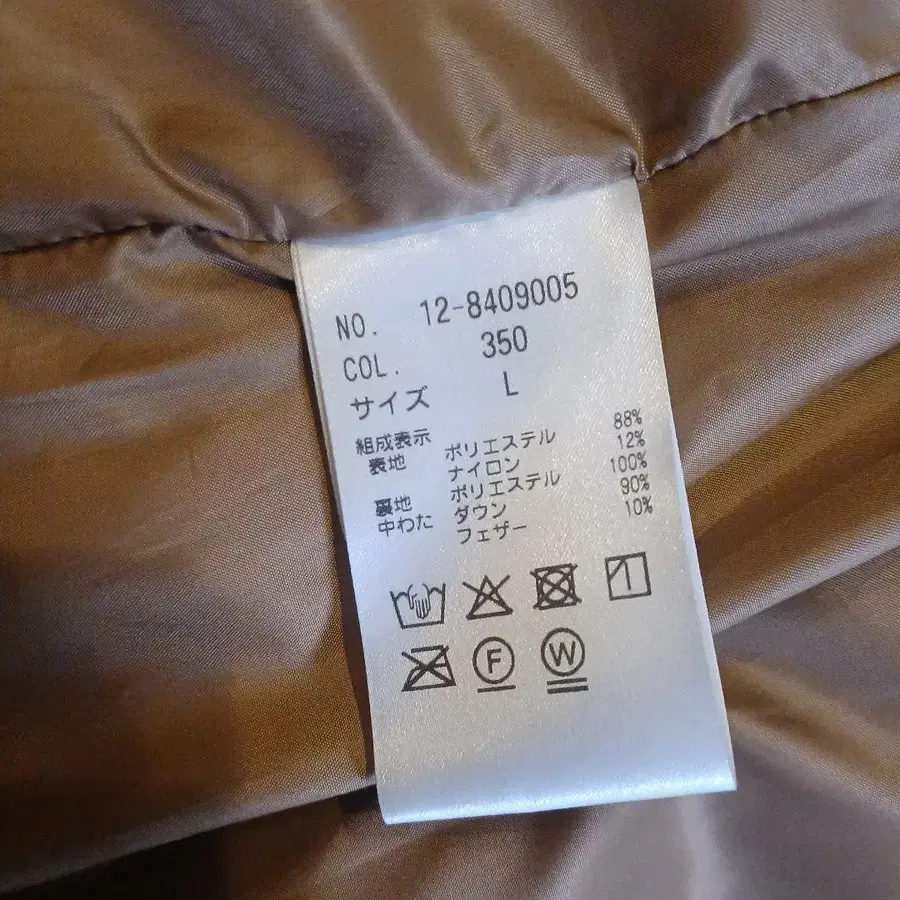 NO. 12-8409005
COL. 350
サイズ L
組成表示
表地 ポリエステル 88%
ナイロン 12%
裏地 ポリエステル 100%
中わた ダウン 90%
フェザー 10%
F W